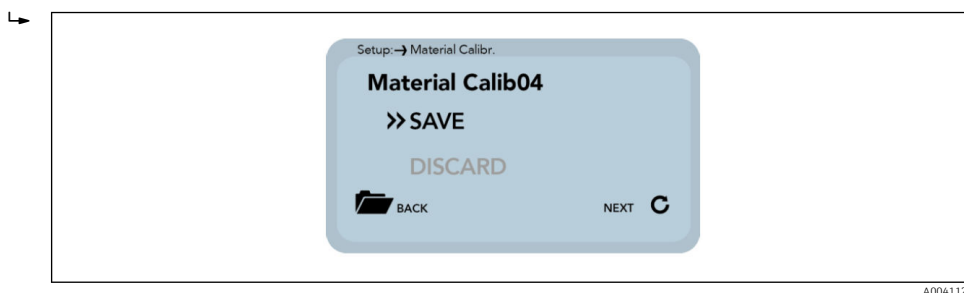 Setup:→ Material Calibr.
Material Calib04
>> SAVE
DISCARD
BACK NEXT